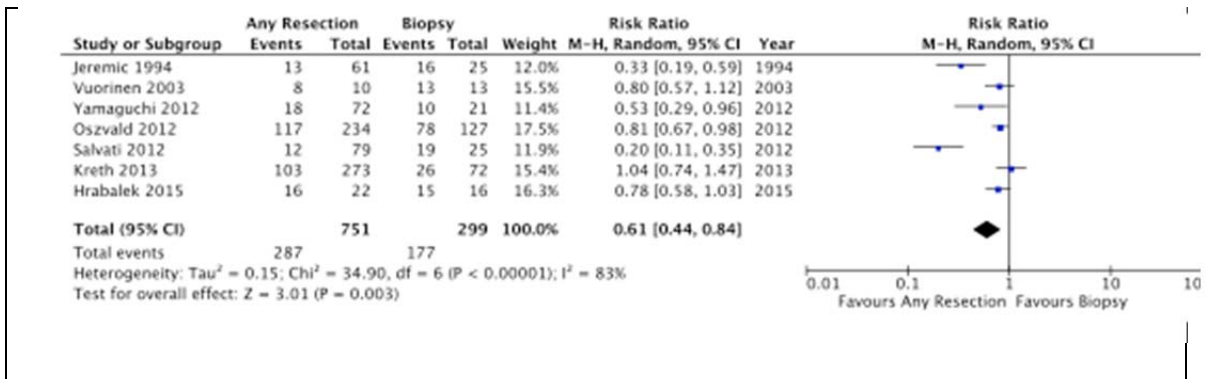 Any Resection Biopsy Risk Ratio Risk Ratio
Study or Subgroup Events Total Events Total Weight M-H, Random, 95% CI Year M-H, Random, 95% CI
Jeremic 1994 13 61 16 25 12.0% 0.33 [0.19, 0.59] 1994
Vuorinen 2003 8 10 13 13 15.5% 0.80 [0.57, 1.12] 2003
Yamaguchi 2012 18 72 10 21 11.4% 0.53 [0.29, 0.96] 2012
Oszvald 2012 117 234 78 127 17.5% 0.81 [0.67, 0.98] 2012
Salvati 2012 12 79 19 25 11.9% 0.20 [0.11, 0.35] 2012
Kreth 2013 103 273 26 72 15.4% 1.04 [0.74, 1.47] 2013
Hrabalek 2015 16 22 15 16 16.3% 0.78 [0.58, 1.03] 2015
Total (95% CI) 751 299 100.0% 0.61 [0.44, 0.84]
Total events 287 177
Heterogeneity: Tau² = 0.15; Chi² = 34.90, df = 6 (P < 0.00001); I² = 83%
Test for overall effect: Z = 3.01 (P = 0.003)
0.01 0.1 1 10 10
Favours Any Resection Favours Biopsy